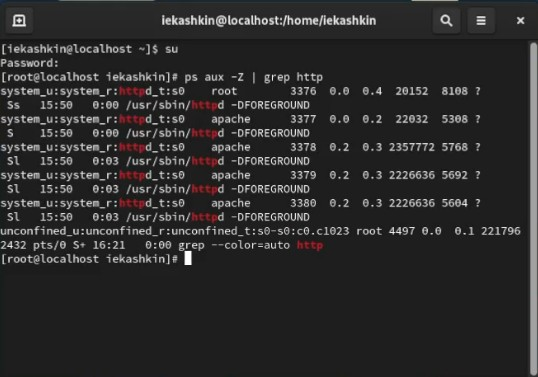 iekashkin@localhost:/home/iekashkin
[iekashkin@localhost ~]$ su
Password:
[root@localhost iekashkin]# ps aux -Z | grep http
system_u:system_r:httpd_t:s0    root        3376  0.0  0.4  20152  8108 ?
 Ss   15:50   0:00 /usr/sbin/httpd -DFOREGROUND
system_u:system_r:httpd_t:s0    apache      3377  0.0  0.2  22032  5308 ?
 S    15:50   0:00 /usr/sbin/httpd -DFOREGROUND
system_u:system_r:httpd_t:s0    apache      3378  0.2  0.3 2357772 5768 ?
 Sl   15:50   0:03 /usr/sbin/httpd -DFOREGROUND
system_u:system_r:httpd_t:s0    apache      3379  0.2  0.3 2226636 5692 ?
 Sl   15:50   0:03 /usr/sbin/httpd -DFOREGROUND
system_u:system_r:httpd_t:s0    apache      3380  0.2  0.3 2226636 5604 ?
 Sl   15:50   0:03 /usr/sbin/httpd -DFOREGROUND
unconfined_u:unconfined_r:unconfined_t:s0-s0:c0.c1023 root 4497 0.0  0.1 221796
2432 pts/0 S+ 16:21   0:00 grep --color=auto http
[root@localhost iekashkin]#